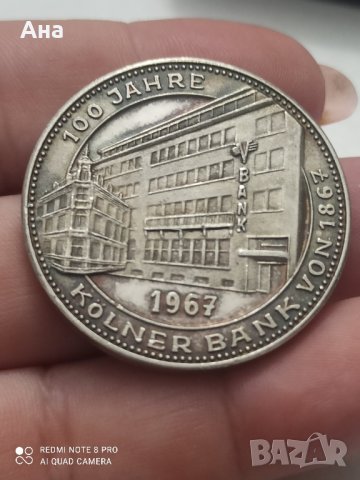 Ана
100 JAHRE
V
BANK
1967
KÖLNER BANK VON 1867
REDMI NOTE 8 PRO
AI QUAD CAMERA
BAZAR